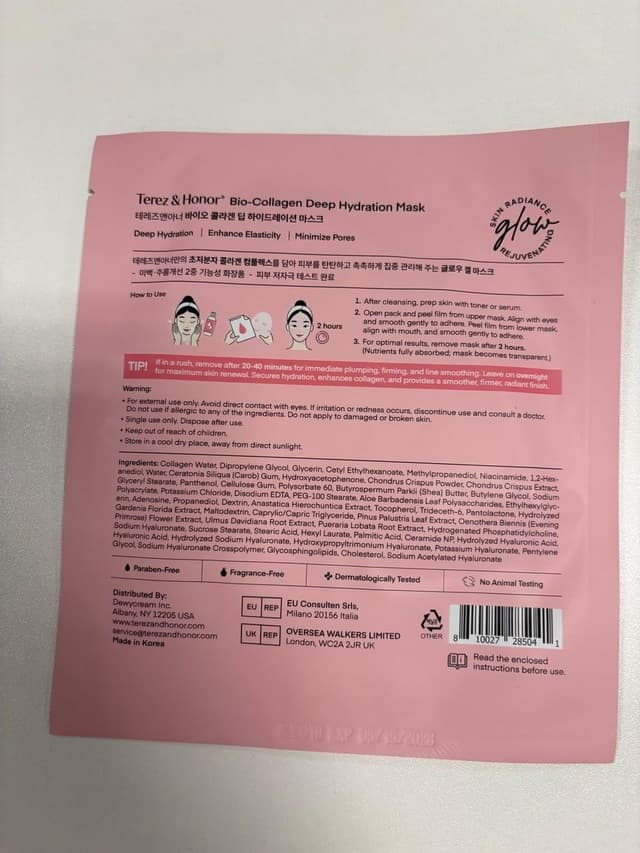 Terez & Honor® Bio-Collagen Deep Hydration Mask
테레즈앤아너 바이오 콜라겐 딥 하이드레이션 마스크
Deep Hydration | Enhance Elasticity | Minimize Pores
SKIN RADIANCE
glow
REJUVENATING
테레즈앤아너만의 초저분자 콜라겐 컴플렉스를 담아 피부를 탄탄하고 촉촉하게 집중 관리해 주는 글로우 겔 마스크
- 미백·주름개선 2중 기능성 화장품 - 피부 저자극 테스트 완료
How to Use
2 hours
1. After cleansing, prep skin with toner or serum.
2. Open pack and peel film from upper mask. Align with eyes
and smooth gently to adhere. Peel film from lower mask,
align with mouth, and smooth gently to adhere.
3. For optimal results, remove mask after 2 hours.
(Nutrients fully absorbed; mask becomes transparent.)
TIP! If in a rush, remove after 20-40 minutes for immediate plumping, firming, and line smoothing. Leave on overnight
for maximum skin renewal. Secures hydration, enhances collagen, and provides a smoother, firmer, radiant finish.
Warning:
• For external use only. Avoid direct contact with eyes. If irritation or redness occurs, discontinue use and consult a doctor.
Do not use if allergic to any of the ingredients. Do not apply to damaged or broken skin.
• Single use only. Dispose after use.
• Keep out of reach of children.
• Store in a cool dry place, away from direct sunlight.
Ingredients: Collagen Water, Dipropylene Glycol, Glycerin, Cetyl Ethylhexanoate, Methylpropanediol, Niacinamide, 1,2-Hex-
anediol, Water, Ceratonia Siliqua (Carob) Gum, Hydroxyacetophenone, Chondrus Crispus Powder, Chondrus Crispus Extract,
Glyceryl Stearate, Panthenol, Cellulose Gum, Polysorbate 60, Butyrospermum Parkii (Shea) Butter, Butylene Glycol, Sodium
Polyacrylate, Potassium Chloride, Disodium EDTA, PEG-100 Stearate, Aloe Barbadensis Leaf Polysaccharides, Ethylhexylglyc-
erin, Adenosine, Propanediol, Dextrin, Anastatica Hierochuntica Extract, Tocopherol, Trideceth-6, Pantolactone, Hydrolyzed
Gardenia Florida Extract, Maltodextrin, Caprylic/Capric Triglyceride, Pinus Palustris Leaf Extract, Oenothera Biennis (Evening
Primrose) Flower Extract, Ulmus Davidiana Root Extract, Pueraria Lobata Root Extract, Hydrogenated Phosphatidylcholine,
Sodium Hyaluronate, Sucrose Stearate, Stearic Acid, Hexyl Laurate, Palmitic Acid, Ceramide NP, Hydrolyzed Hyaluronic Acid,
Hyaluronic Acid, Hydrolyzed Sodium Hyaluronate, Hydroxypropyltrimonium Hyaluronate, Potassium Hyaluronate, Pentylene
Glycol, Sodium Hyaluronate Crosspolymer, Glycosphingolipids, Cholesterol, Sodium Acetylated Hyaluronate
Paraben-Free
Fragrance-Free
Dermatologically Tested
No Animal Testing
Distributed By:
Dewycream Inc.
Albany, NY 12205 USA
www.terezandhonor.com
service@terezandhonor.com
Made in Korea
EU REP
EU Consulten Srls,
Milano 20156 Italia
UK REP
OVERSEA WALKERS LIMITED
London, WC2A 2JR UK
OTHER
8 10027 28504 1
Read the enclosed
instructions before use.